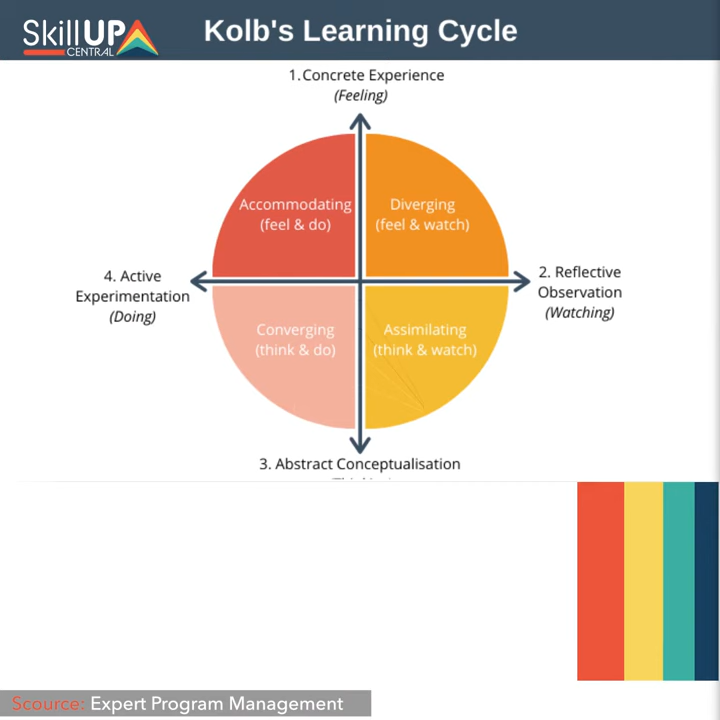 SkillUP
CENTRAL
Kolb's Learning Cycle
1. Concrete Experience
(Feeling)
Accommodating
(feel & do)
Diverging
(feel & watch)
4. Active
Experimentation
(Doing)
2. Reflective
Observation
(Watching)
Converging
(think & do)
Assimilating
(think & watch)
3. Abstract Conceptualisation
Scource: Expert Program Management